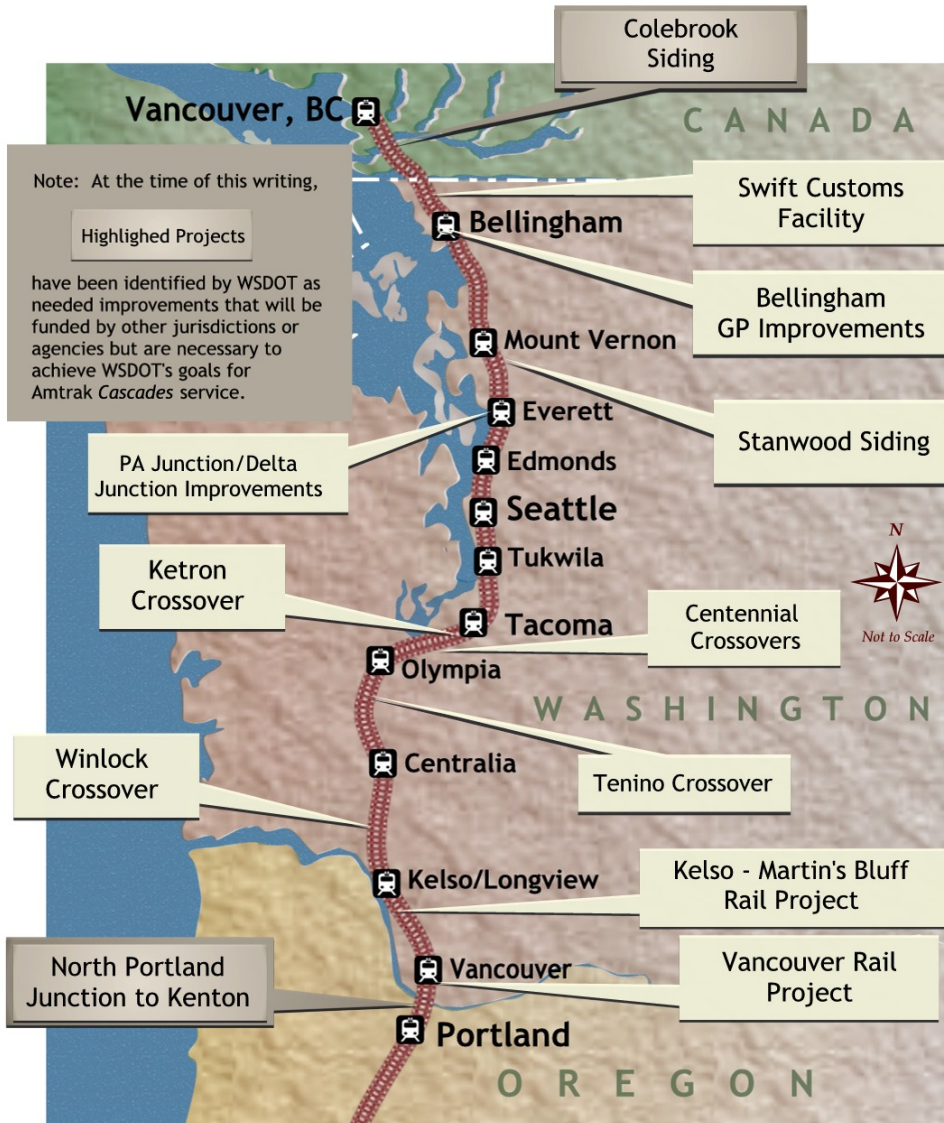 Colebrook
Siding
Vancouver, BC
CANADA
Note: At the time of this writing,
Highlighed Projects
have been identified by WSDOT as
needed improvements that will be
funded by other jurisdictions or
agencies but are necessary to
achieve WSDOT's goals for
Amtrak Cascades service.
Swift Customs
Facility
Bellingham
Bellingham
GP Improvements
Mount Vernon
Everett
Stanwood Siding
PA Junction/Delta
Junction Improvements
Edmonds
Seattle
N
Not to Scale
Tukwila
Ketron
Crossover
Tacoma
Centennial
Crossovers
Olympia
WASHINGTON
Winlock
Crossover
Centralia
Tenino Crossover
Kelso/Longview
Kelso - Martin's Bluff
Rail Project
North Portland
Junction to Kenton
Vancouver
Vancouver Rail
Project
Portland
OREGON